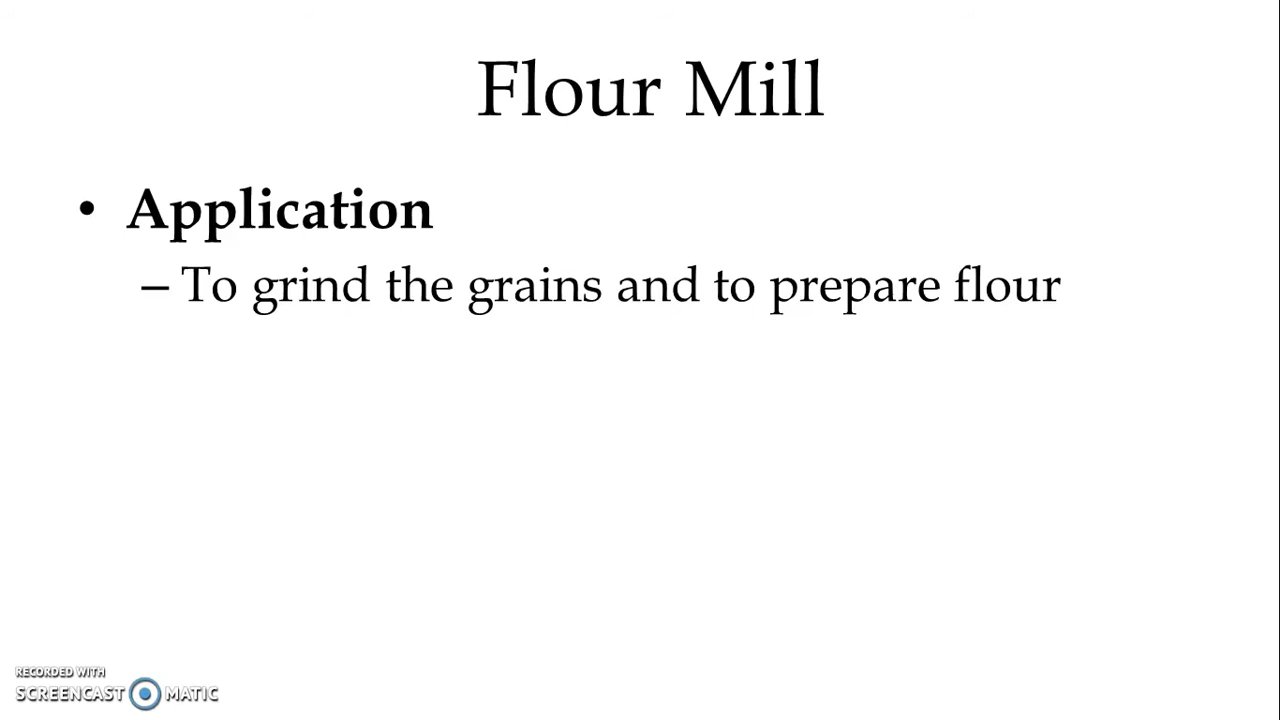 Flour Mill
• Application
– To grind the grains and to prepare flour
RECORDED WITH
SCREENCAST MATIC